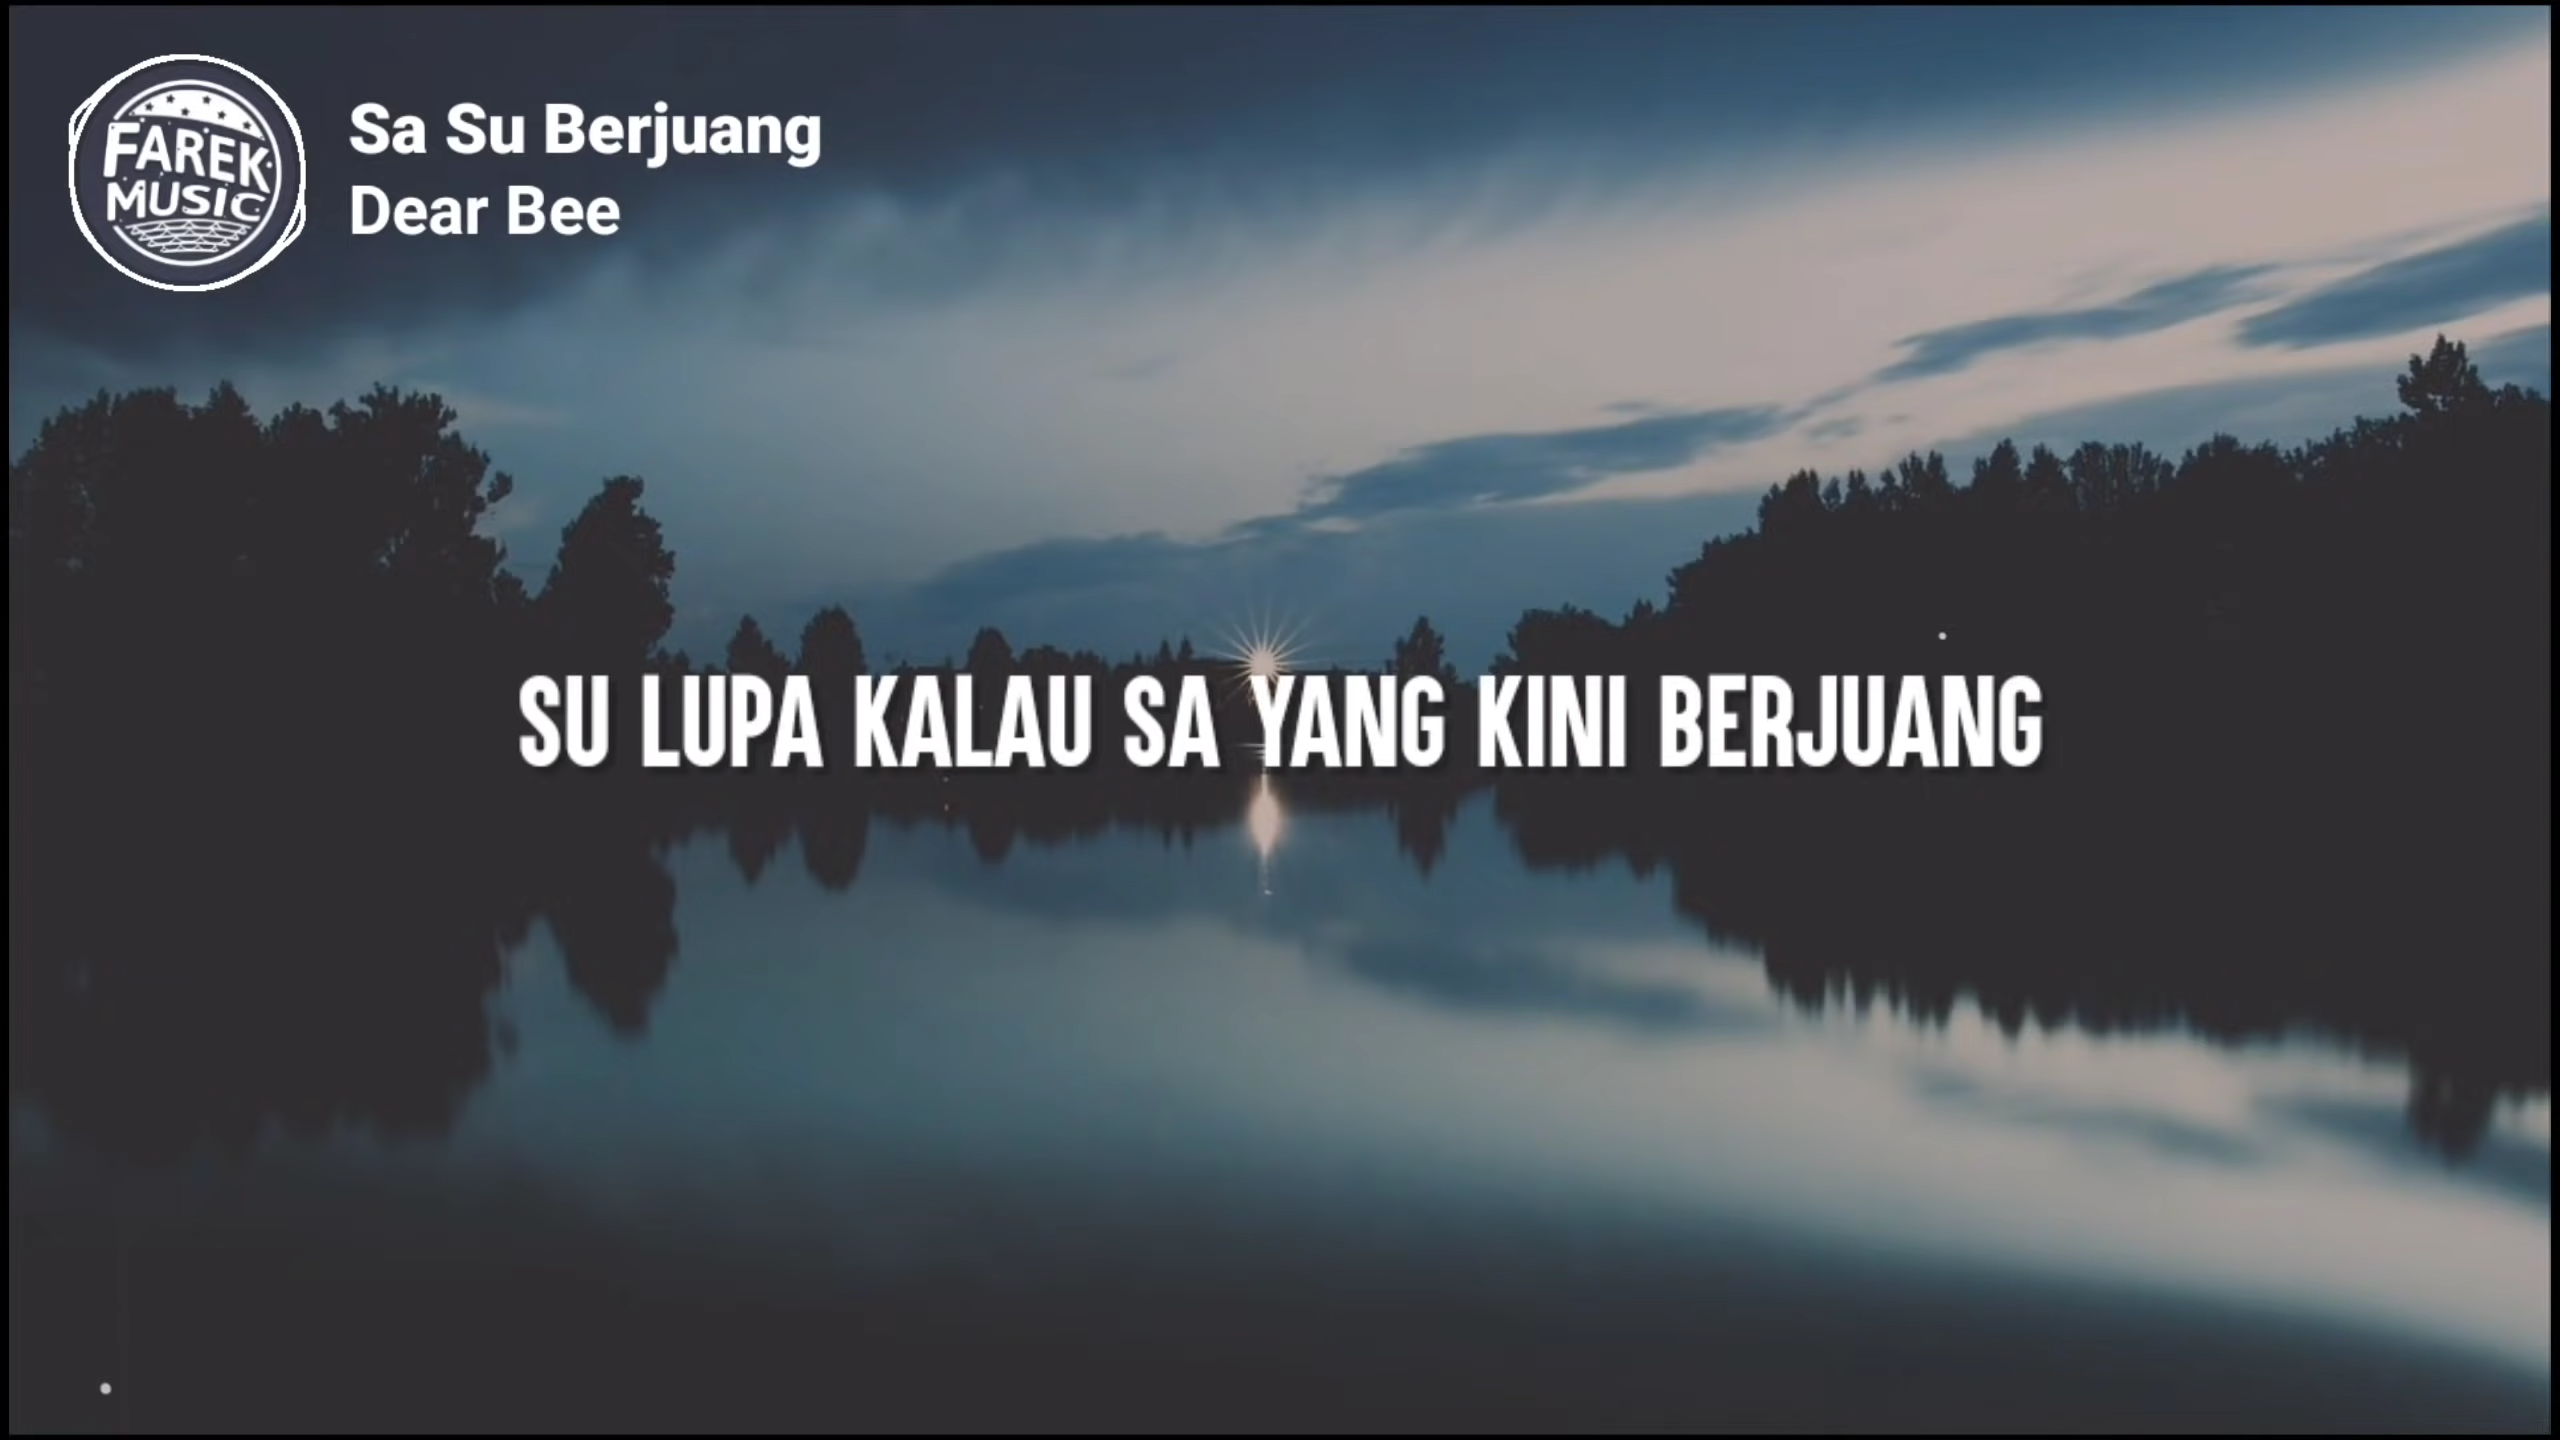 FAREK
MUSIC
Sa Su Berjuang
Dear Bee
SU LUPA KALAU SA YANG KINI BERJUANG